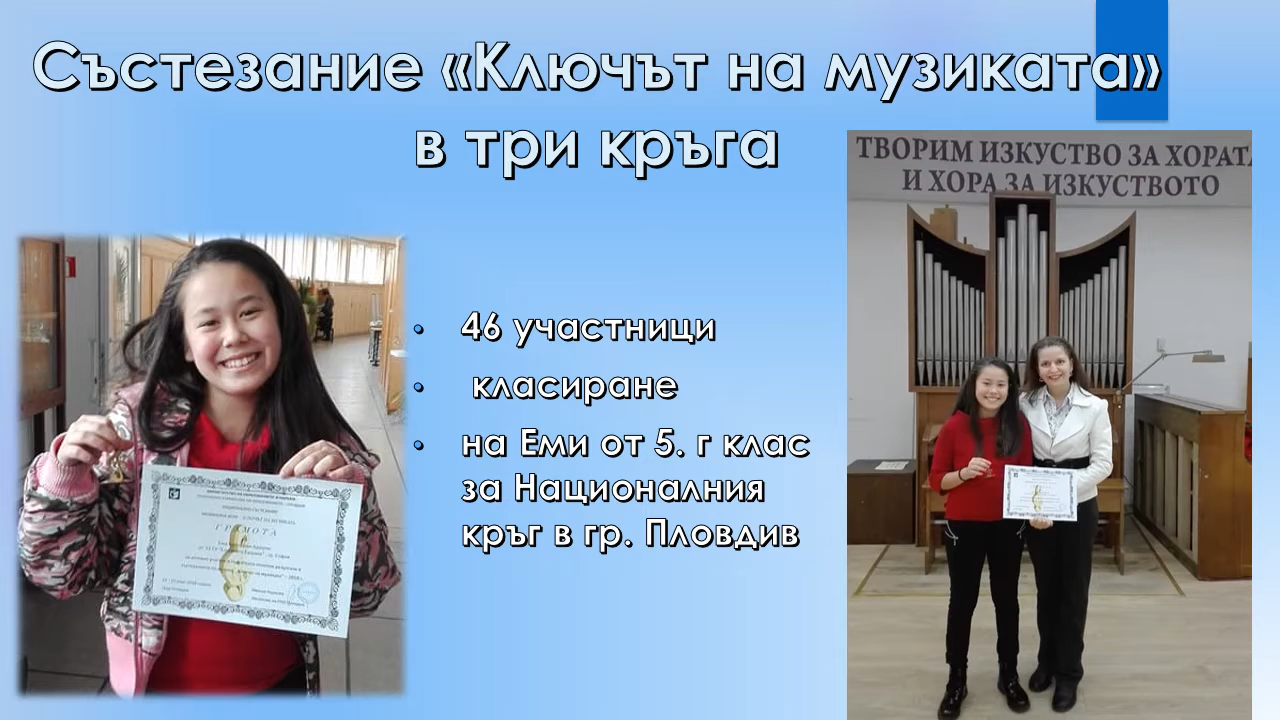 Състезание «Ключът на музиката»
в три кръга
ТВОРИМ ИЗКУСТВО ЗА ХОРАТА
И ХОРА ЗА ИЗКУСТВОТО
• 46 участници
• класиране
• на Еми от 5. г клас
за Националния
кръг в гр. Пловдив
ГРАМОТА